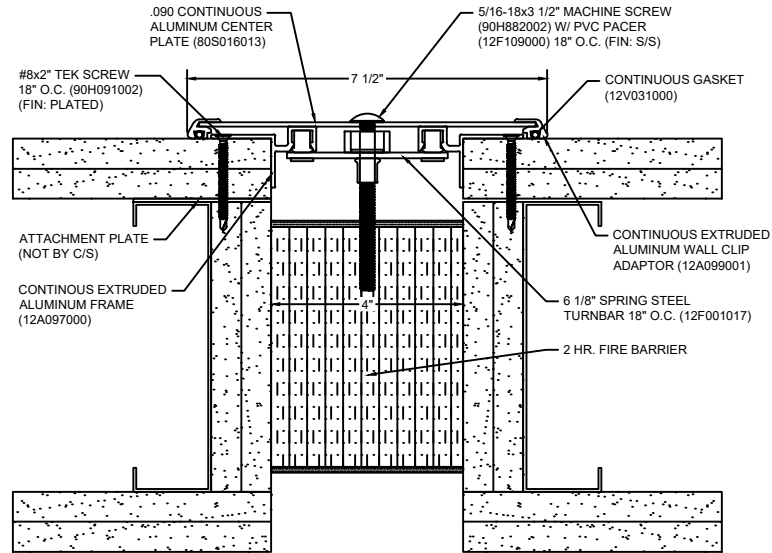 .090 CONTINUOUS
ALUMINUM CENTER
PLATE (80S016013)
5/16-18x3 1/2" MACHINE SCREW
(90H882002) W/ PVC PACER
(12F109000) 18" O.C. (FIN: S/S)
#8x2" TEK SCREW
18" O.C. (90H091002)
(FIN: PLATED)
7 1/2"
CONTINUOUS GASKET
(12V031000)
ATTACHMENT PLATE
(NOT BY C/S)
CONTINOUS EXTRUDED
ALUMINUM FRAME
(12A097000)
CONTINUOUS EXTRUDED
ALUMINUM WALL CLIP
ADAPTOR (12A099001)
4"
6 1/8" SPRING STEEL
TURNBAR 18" O.C. (12F001017)
2 HR. FIRE BARRIER